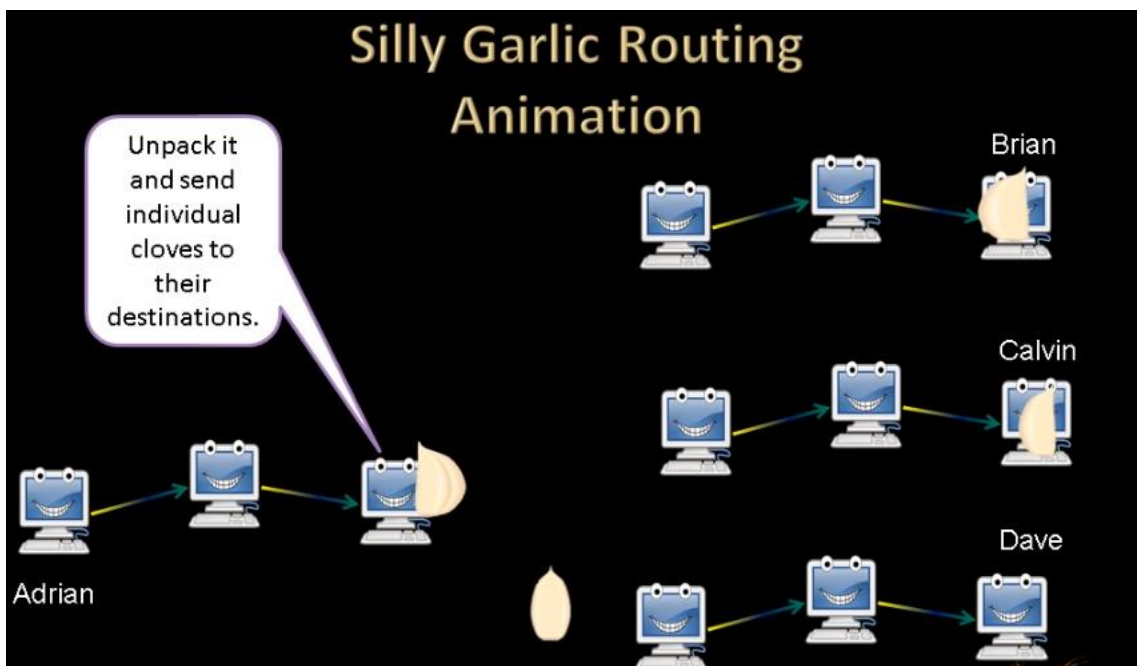 Silly Garlic Routing
Animation
Unpack it
and send
individual
cloves to
their
destinations.
Brian
Calvin
Dave
Adrian